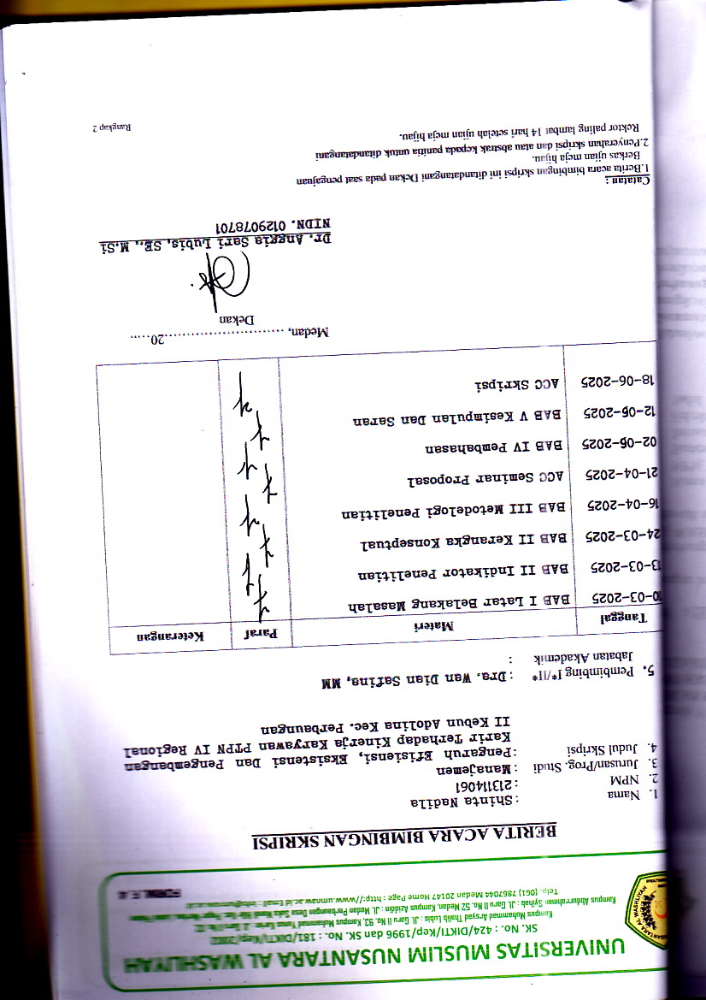 UNIVERSITAS MUSLIM NUSANTARA AL WASHLIYAH
SK. No. : 424/DIKTI/Kep/1996 dan SK. No. : 181/DIKTI/Kep/2002
Kampus Muhammad Arsyad Thalib Lubis : Jl. Garu II No. 93, Kampus Muhammad Yunus Karim : Jl. Garu II No. 02,
Kampus Abdurrahman Syihab : Jl. Garu II No. 52 Medan, Kampus Aziddin : Jl. Medan Perbaungan Desa
Telp. (061) 7867044 Medan 20147 Home Page : http://www.umnaw.ac.id Email :
BERITA ACARA BIMBINGAN SKRIPSI
1. Nama : Shinta Nadila
2. NPM : 213114061
3. Jurusan/Prog. Studi : Manajemen
4. Judul Skripsi : Pengaruh Efisiensi, Eksistensi Dan Pengembangan
Karir Terhadap Kinerja Karyawan PTPN IV Regional
II Kebun Adolina Kec. Perbaungan
5. Pembimbing I*/II* : Dra. Wan Dian Safina, MM
Jabatan Akademik :
Tanggal Materi Paraf Keterangan
10-03-2025 BAB I Latar Belakang Masalah
13-03-2025 BAB II Indikator Penelitian
24-03-2025 BAB II Kerangka Konseptual
16-04-2025 BAB III Metodelogi Penelitian
21-04-2025 ACC Seminar Proposal
02-06-2025 BAB IV Pembahasan
12-06-2025 BAB V Kesimpulan Dan Saran
18-06-2025 ACC Skripsi
Medan, ............................20.....
Dekan
Dr. Anggia Sari Lubis, SE., M.Si
NIDN. 0129078701
Catatan :
1.Berita acara bimbingan skripsi ini ditandatangani Dekan pada saat pengajuan
Berkas ujian meja hijau.
2.Penyerahan skripsi dan atau abstrak kepada panitia untuk ditandatangani
Rektor paling lambat 14 hari setelah ujian meja hijau.
Rangkap 2